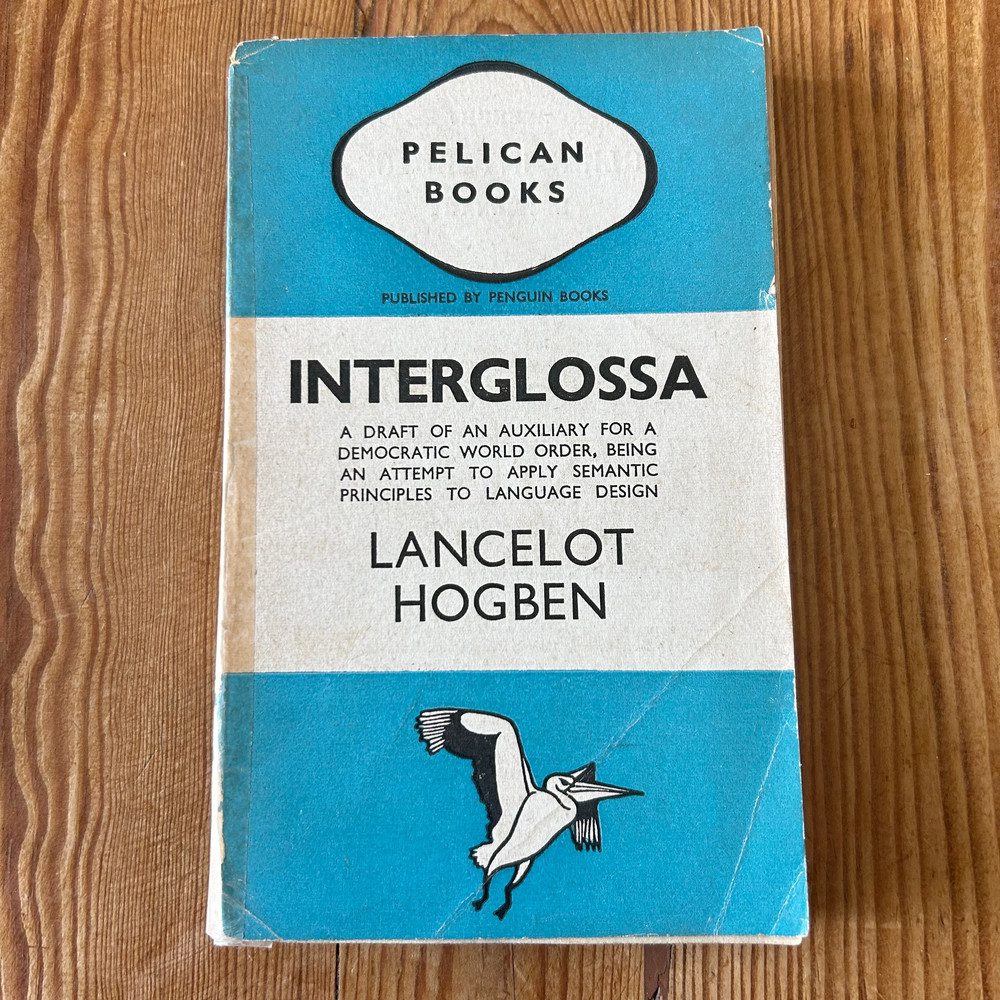 PELICAN
BOOKS
PUBLISHED BY PENGUIN BOOKS
INTERGLOSSA
A DRAFT OF AN AUXILIARY FOR A
DEMOCRATIC WORLD ORDER, BEING
AN ATTEMPT TO APPLY SEMANTIC
PRINCIPLES TO LANGUAGE DESIGN
LANCELOT
HOGBEN